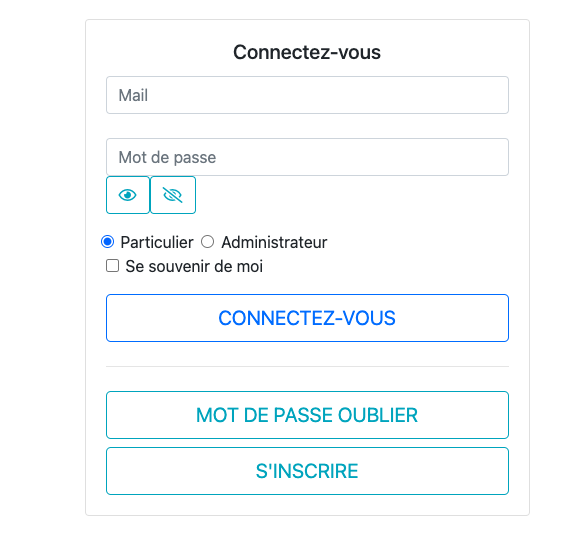 Connectez-vous
Mail
Mot de passe
Particulier Administrateur
Se souvenir de moi
CONNECTEZ-VOUS
MOT DE PASSE OUBLIER
S'INSCRIRE